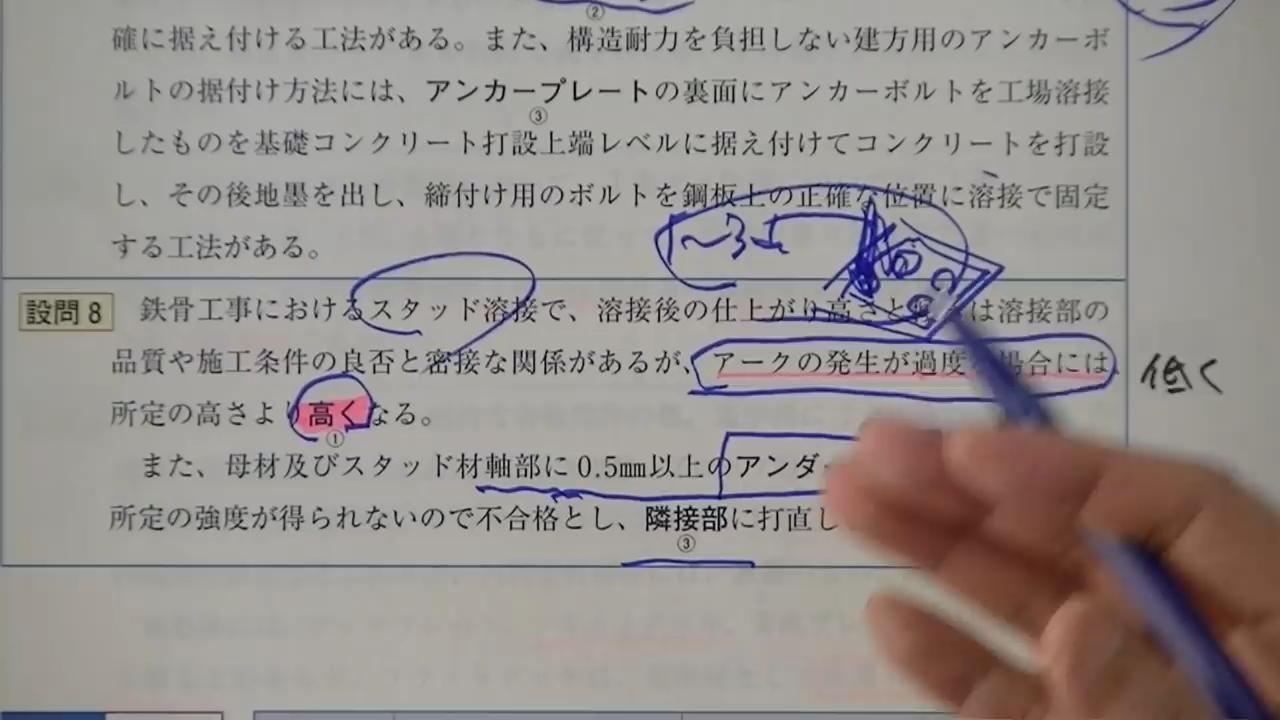 ②
確に据え付ける工法がある。また、構造耐力を負担しない建方用のアンカーボ
ルトの据付け方法には、アンカープレートの裏面にアンカーボルトを工場溶接
③
したものを基礎コンクリート打設上端レベルに据え付けてコンクリートを打設
し、その後地墨を出し、締付け用のボルトを鋼板上の正確な位置に溶接で固定
する工法がある。
設問8 鉄骨工事におけるスタッド溶接で、溶接後の仕上がり高さと は溶接部の
品質や施工条件の良否と密接な関係があるが、アークの発生が過度 場合には、
低く
所定の高さより高くなる。
①
また、母材及びスタッド材軸部に0.5mm以上のアンダ
所定の強度が得られないので不合格とし、隣接部に打直し
③